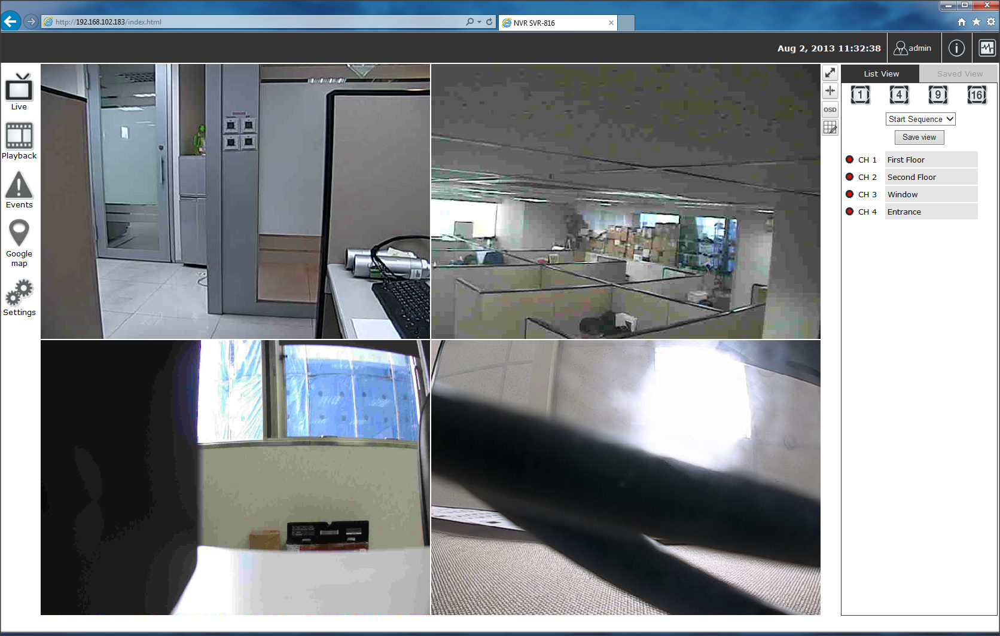 http://192.168.102.183/index.html
NVR SVR-816
Aug 2, 2013 11:32:38
admin
Live
Playback
Events
Google
map
Settings
OSD
List View
Saved View
1
4
9
16
Start Sequence
Save view
CH 1
First Floor
CH 2
Second Floor
CH 3
Window
CH 4
Entrance